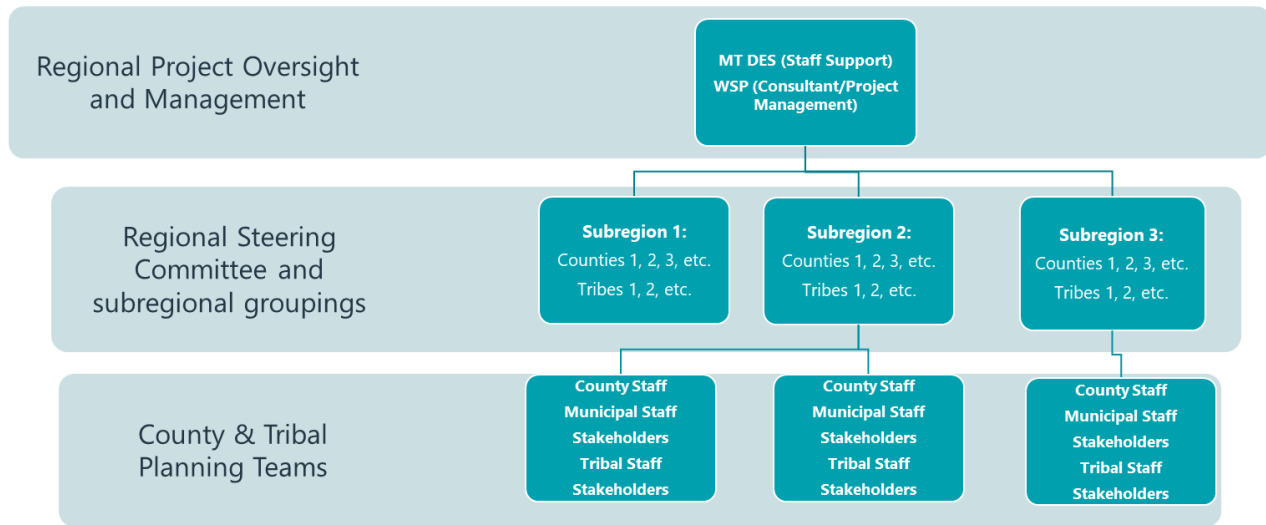 Regional Project Oversight
and Management
MT DES (Staff Support)
WSP (Consultant/Project
Management)
Regional Steering
Committee and
subregional groupings
Subregion 1:
Counties 1, 2, 3, etc.
Tribes 1, 2, etc.
Subregion 2:
Counties 1, 2, 3, etc.
Tribes 1, 2, etc.
Subregion 3:
Counties 1, 2, 3, etc.
Tribes 1, 2, etc.
County & Tribal
Planning Teams
County Staff
Municipal Staff
Stakeholders
Tribal Staff
Stakeholders
County Staff
Municipal Staff
Stakeholders
Tribal Staff
Stakeholders
County Staff
Municipal Staff
Stakeholders
Tribal Staff
Stakeholders